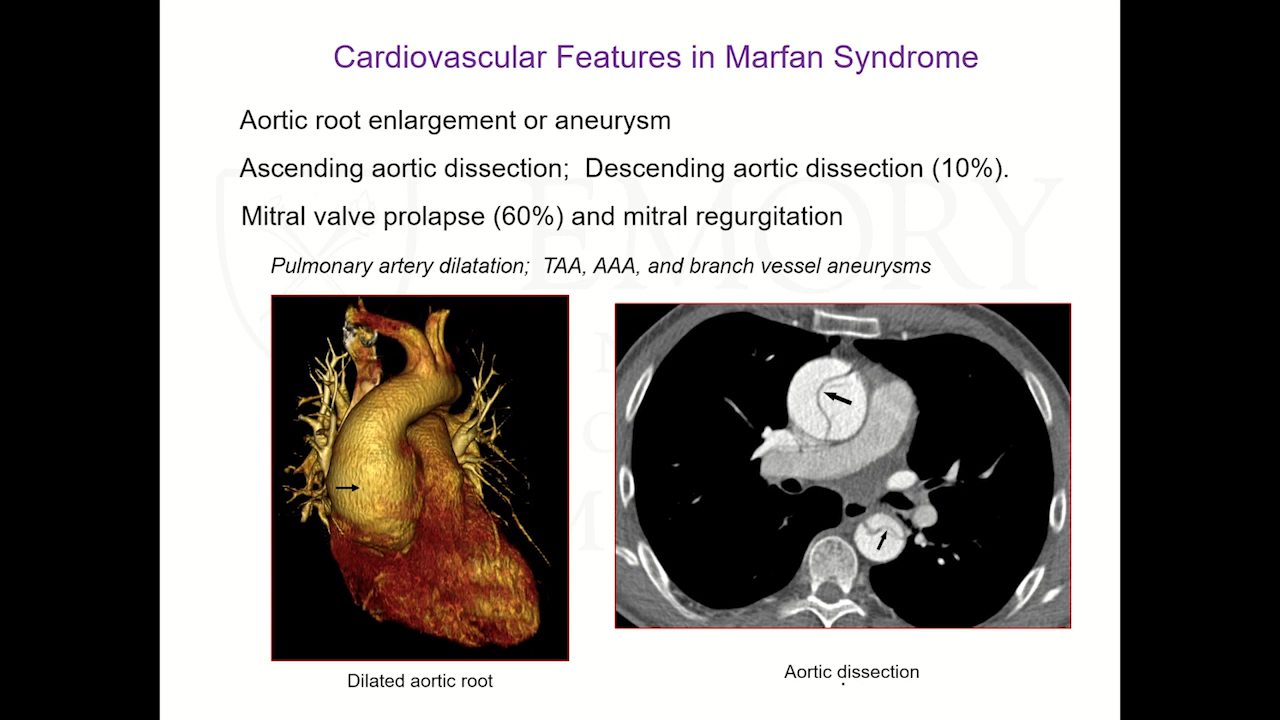 Cardiovascular Features in Marfan Syndrome
Aortic root enlargement or aneurysm
Ascending aortic dissection; Descending aortic dissection (10%).
Mitral valve prolapse (60%) and mitral regurgitation
Pulmonary artery dilatation; TAA, AAA, and branch vessel aneurysms
EMORY
Dilated aortic root
Aortic dissection